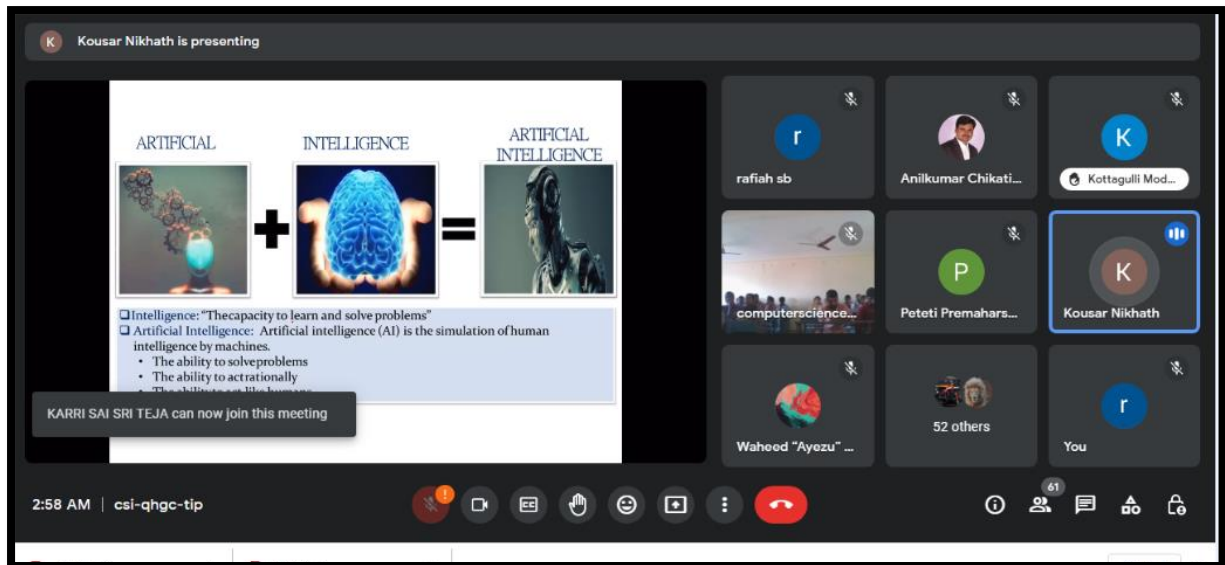 K Kousar Nikhath is presenting
ARTIFICIAL
INTELLIGENCE
ARTIFICIAL
INTELLIGENCE
+
=
❑Intelligence: “Thecapacity to learn and solve problems”
❑ Artificial Intelligence: Artificial intelligence (AI) is the simulation of human
intelligence by machines.
• The ability to solveproblems
• The ability to actrationally
KARRI SAI SRI TEJA can now join this meeting
r
rafiah sb
Anilkumar Chikati...
K
Kottagulli Mod...
computerscience...
P
Peteti Premahars...
K
Kousar Nikhath
Waheed “Ayezu” ...
52 others
r
You
2:58 AM | csi-qhgc-tip
!
CC
61